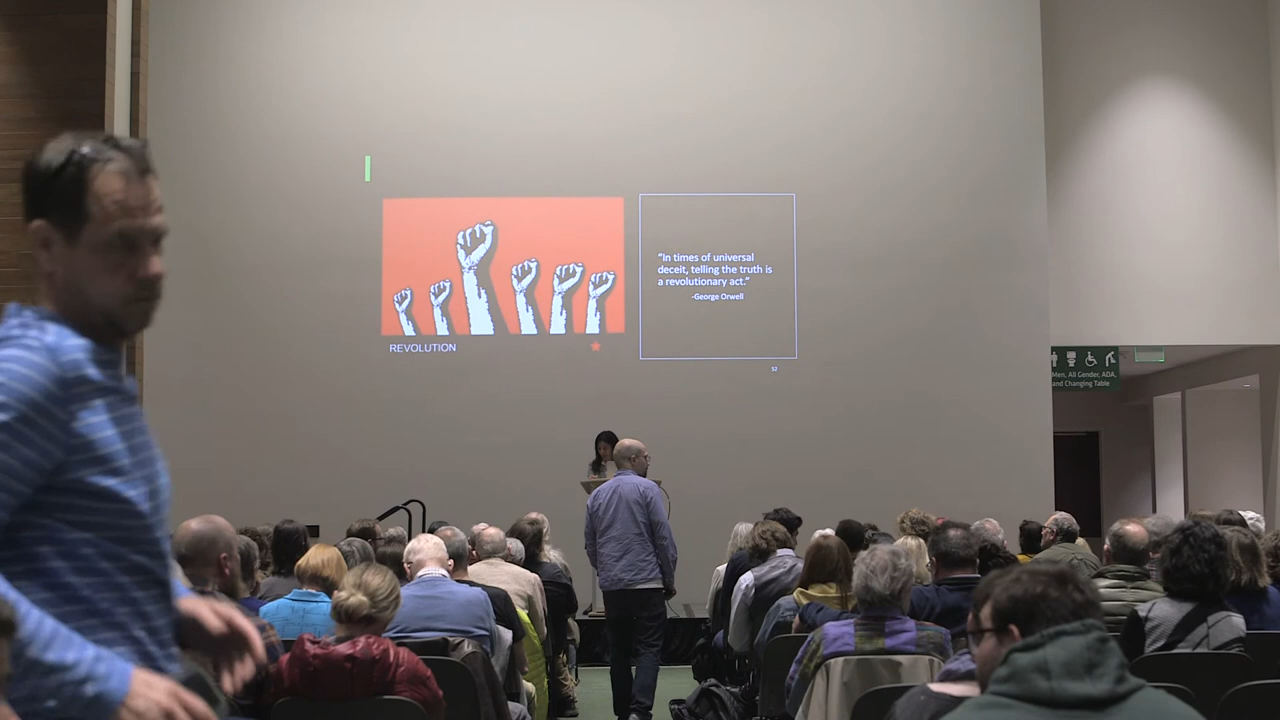 “In times of universal
deceit, telling the truth is
a revolutionary act.”
-George Orwell
REVOLUTION
52
Men, All Gender, ADA,
and Changing Table